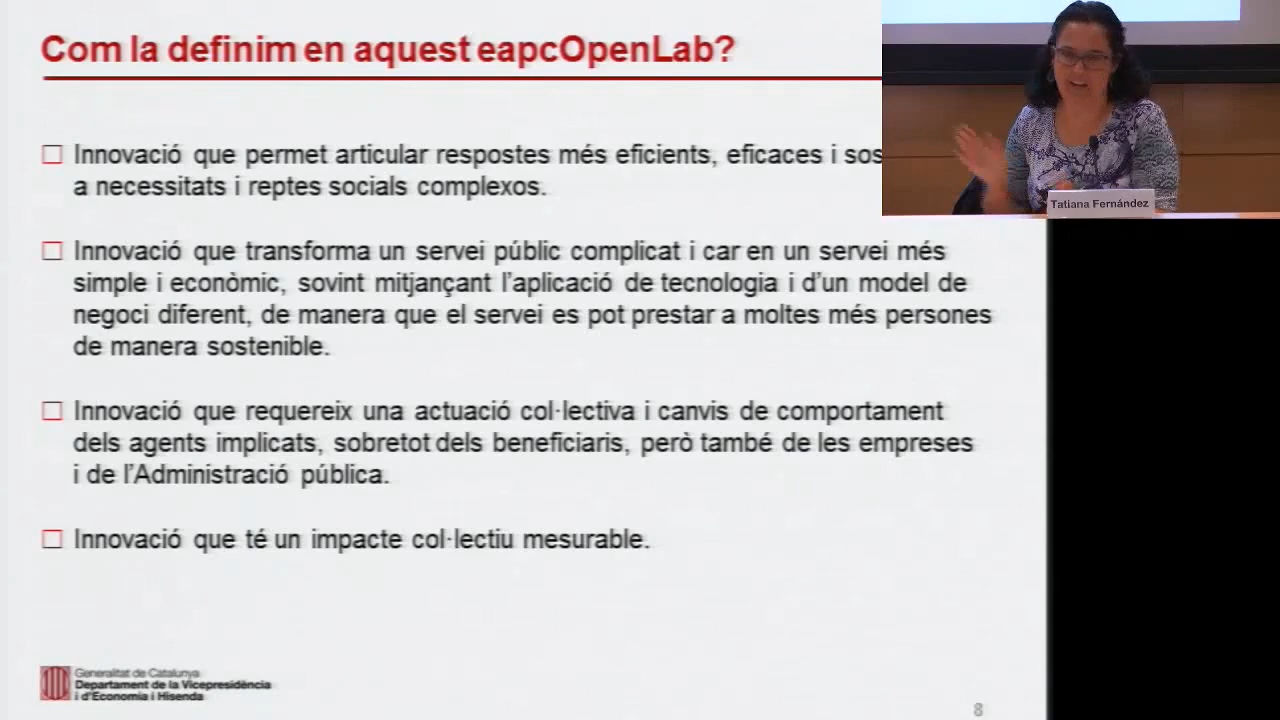 Com la definim en aquest eapcOpenLab?
Innovació que permet articular respostes més eficients, eficaces i
a necessitats i reptes socials complexos.
Innovació que transforma un servei públic complicat i car en un servei més
simple i econòmic, sovint mitjançant l'aplicació de tecnologia i d'un model de
negoci diferent, de manera que el servei es pot prestar a moltes més persones
de manera sostenible.
Innovació que requereix una actuació col·lectiva i canvis de comportament
dels agents implicats, sobretot dels beneficiaris, però també de les empreses
i de l'Administració pública.
Innovació que té un impacte col·lectiu mesurable.
Tatiana Fernández
Generalitat de Catalunya
Departament de la Vicepresidència
i d'Economia i Hisenda
8